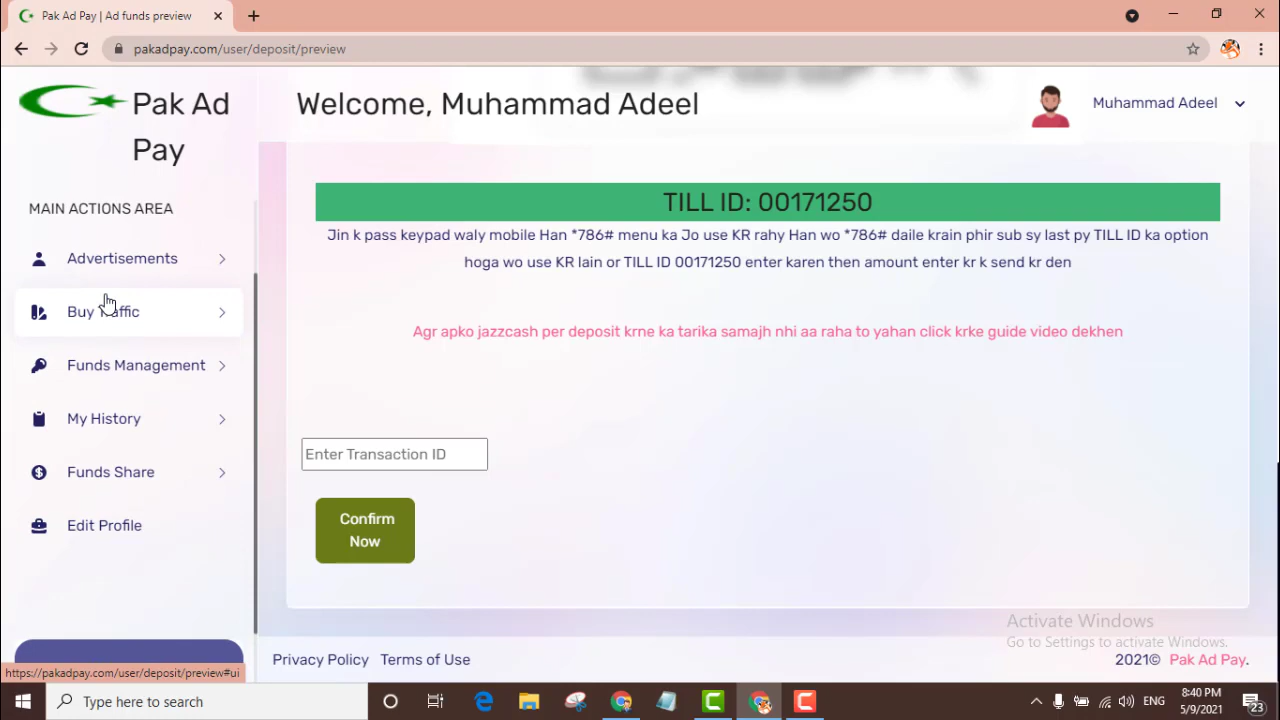 Pak Ad Pay | Ad funds preview
pakadpay.com/user/deposit/preview
Pak Ad
Pay
Welcome, Muhammad Adeel
Muhammad Adeel
MAIN ACTIONS AREA
Advertisements
Buy Traffic
Funds Management
My History
Funds Share
Edit Profile
TILL ID: 00171250
Jin k pass keypad waly mobile Han *786# menu ka Jo use KR rahy Han wo *786# daile krain phir sub sy last py TILL ID ka option
hoga wo use KR lain or TILL ID 00171250 enter karen then amount enter kr k send kr den
Agr apko jazzcash per deposit krne ka tarika samajh nhi aa raha to yahan click krke guide video dekhen
Enter Transaction ID
Confirm
Now
Activate Windows
Go to Settings to activate Windows.
Privacy Policy Terms of Use
2021© Pak Ad Pay.
https://pakadpay.com/user/deposit/preview#ui
Type here to search
ENG
8:40 PM
5/9/2021
23